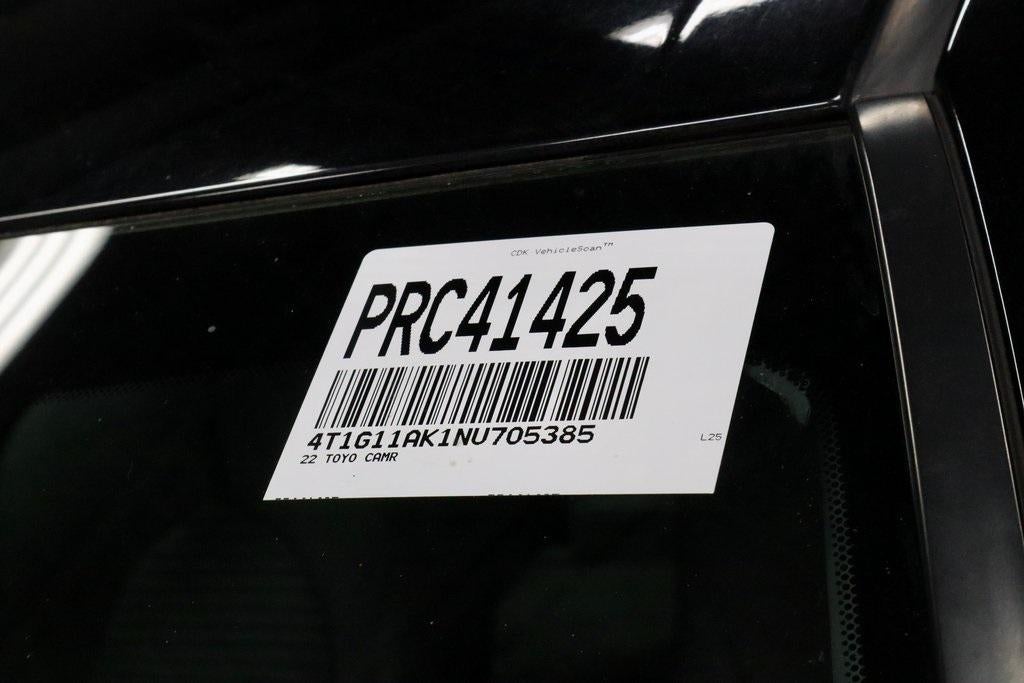 CDK VehicleScan™
PRC41425
4T1G11AK1NU705385
22 TOYO CAMR
L25